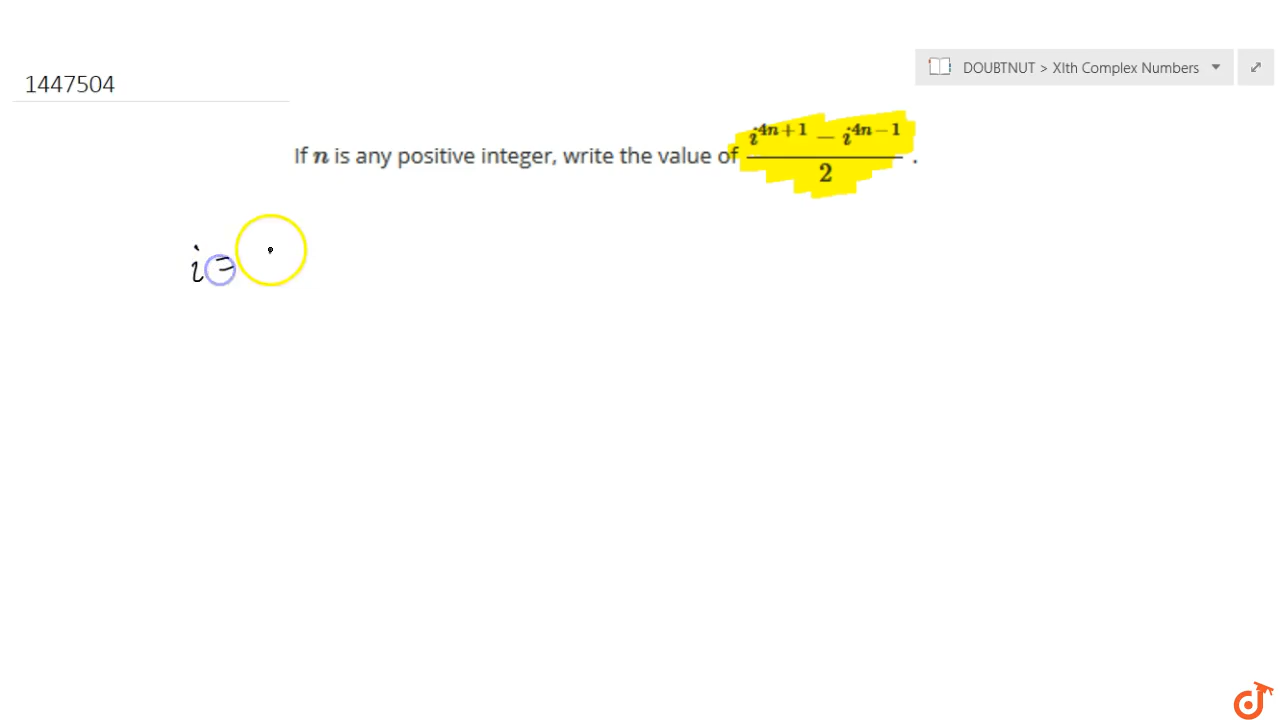 DOUBTNUT > XIth Complex Numbers
1447504
If n is any positive integer, write the value of \frac{i^{4n+1} - i^{4n-1}}{2} .
i =